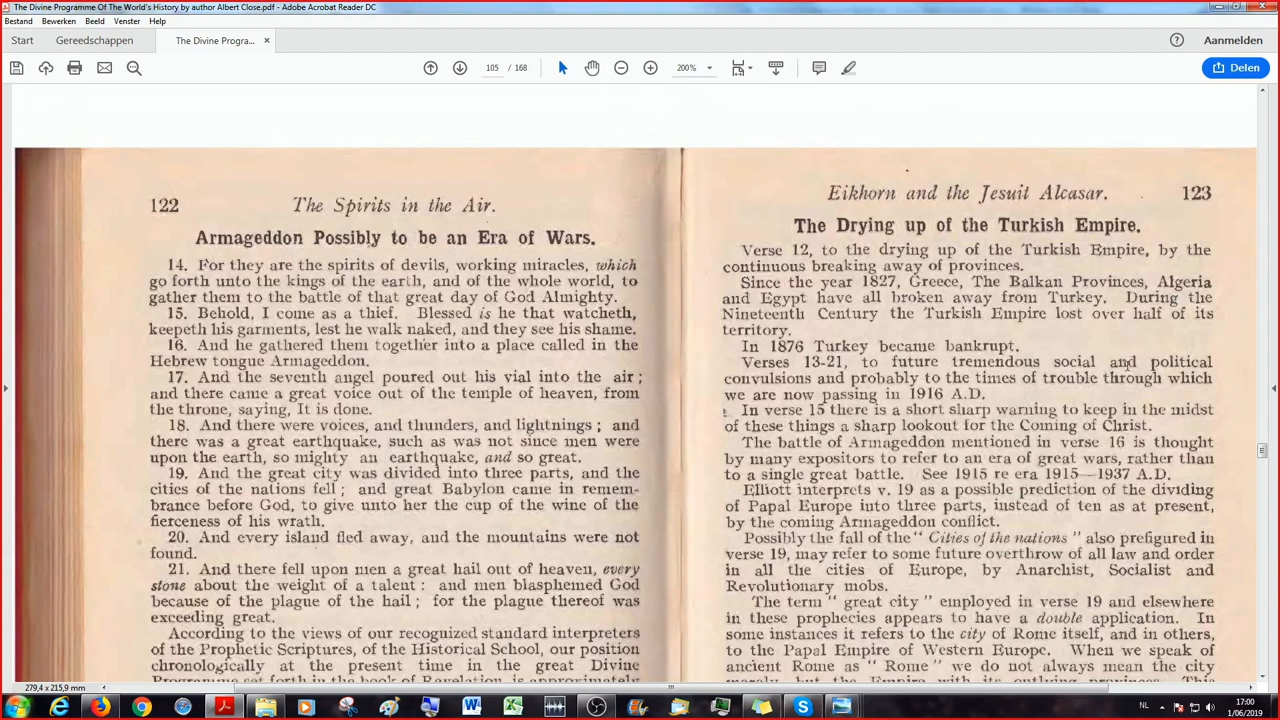 The Divine Programme Of The World's History by author Albert Close.pdf - Adobe Acrobat Reader DC
Bestand Bewerken Beeld Venster Help
Start Gereedschappen The Divine Progra... × Aanmelden
105 / 168 200% Delen
122 The Spirits in the Air.
Armageddon Possibly to be an Era of Wars.
14. For they are the spirits of devils, working miracles, which
go forth unto the kings of the earth, and of the whole world, to
gather them to the battle of that great day of God Almighty.
15. Behold, I come as a thief. Blessed is he that watcheth,
keepeth his garments, lest he walk naked, and they see his shame.
16. And he gathered them together into a place called in the
Hebrew tongue Armageddon.
17. And the seventh angel poured out his vial into the air ;
and there came a great voice out of the temple of heaven, from
the throne, saying, It is done.
18. And there were voices, and thunders, and lightnings ; and
there was a great earthquake, such as was not since men were
upon the earth, so mighty an earthquake, and so great.
19. And the great city was divided into three parts, and the
cities of the nations fell ; and great Babylon came in remem-
brance before God, to give unto her the cup of the wine of the
fierceness of his wrath.
20. And every island fled away, and the mountains were not
found.
21. And there fell upon men a great hail out of heaven, every
stone about the weight of a talent : and men blasphemed God
because of the plague of the hail ; for the plague thereof was
exceeding great.
According to the views of our recognized standard interpreters
of the Prophetic Scriptures, of the Historical School, our position
chronologically at the present time in the great Divine
Programme set forth in the book of Revelation is approximately
Eikhorn and the Jesuit Alcasar. 123
The Drying up of the Turkish Empire.
Verse 12, to the drying up of the Turkish Empire, by the
continuous breaking away of provinces.
Since the year 1827, Greece, The Balkan Provinces, Algeria
and Egypt have all broken away from Turkey. During the
Nineteenth Century the Turkish Empire lost over half of its
territory.
In 1876 Turkey became bankrupt.
Verses 13-21, to future tremendous social and political
convulsions and probably to the times of trouble through which
we are now passing in 1916 A.D.
In verse 15 there is a short sharp warning to keep in the midst
of these things a sharp lookout for the Coming of Christ.
The battle of Armageddon mentioned in verse 16 is thought
by many expositors to refer to an era of great wars, rather than
to a single great battle. See 1915 re era 1915—1937 A.D.
Elliott interprets v. 19 as a possible prediction of the dividing
of Papal Europe into three parts, instead of ten as at present,
by the coming Armageddon conflict.
Possibly the fall of the " Cities of the nations " also prefigured in
verse 19, may refer to some future overthrow of all law and order
in all the cities of Europe, by Anarchist, Socialist and
Revolutionary mobs.
The term " great city " employed in verse 19 and elsewhere
in these prophecies appears to have a double application. In
some instances it refers to the city of Rome itself, and in others,
to the Papal Empire of Western Europe. When we speak of
ancient Rome as " Rome " we do not always mean the city
merely, but the Empire with its outlying provinces. This
279,4 x 215,9 mm
NL 17:00
1/06/2019